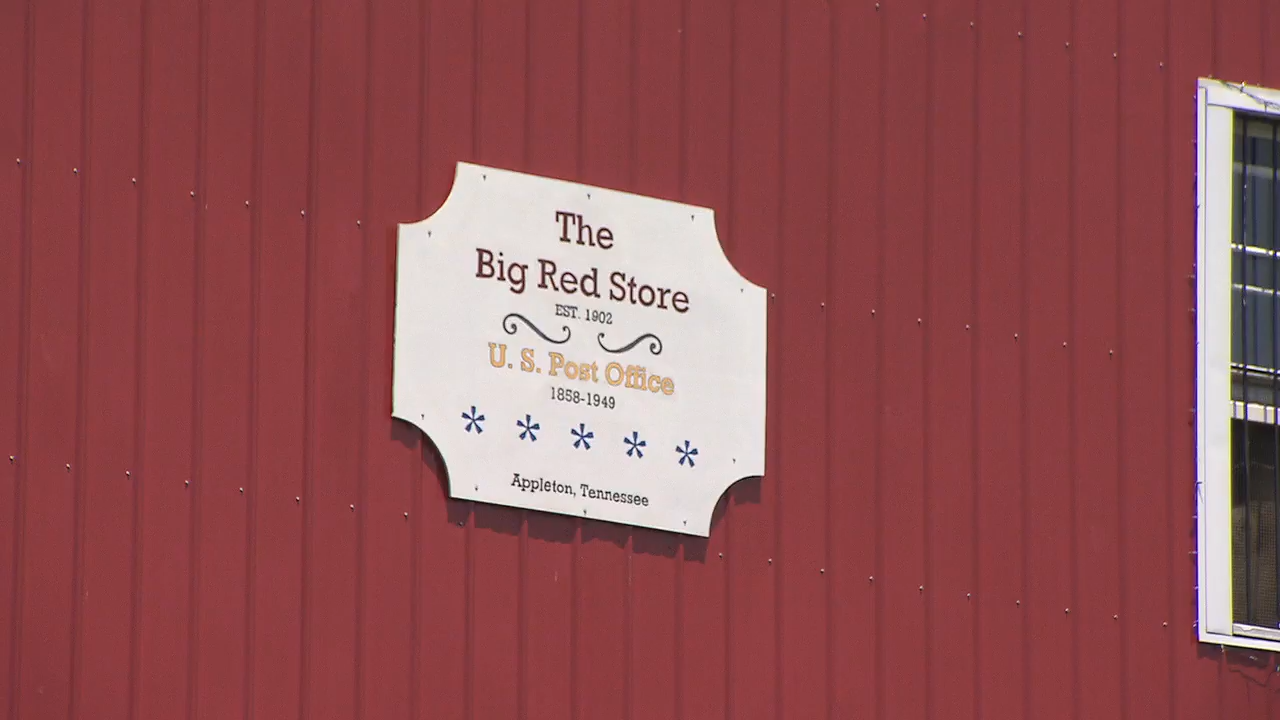 The
Big Red Store
EST. 1902
U. S. Post Office
1858-1949
* * * * *
Appleton, Tennessee